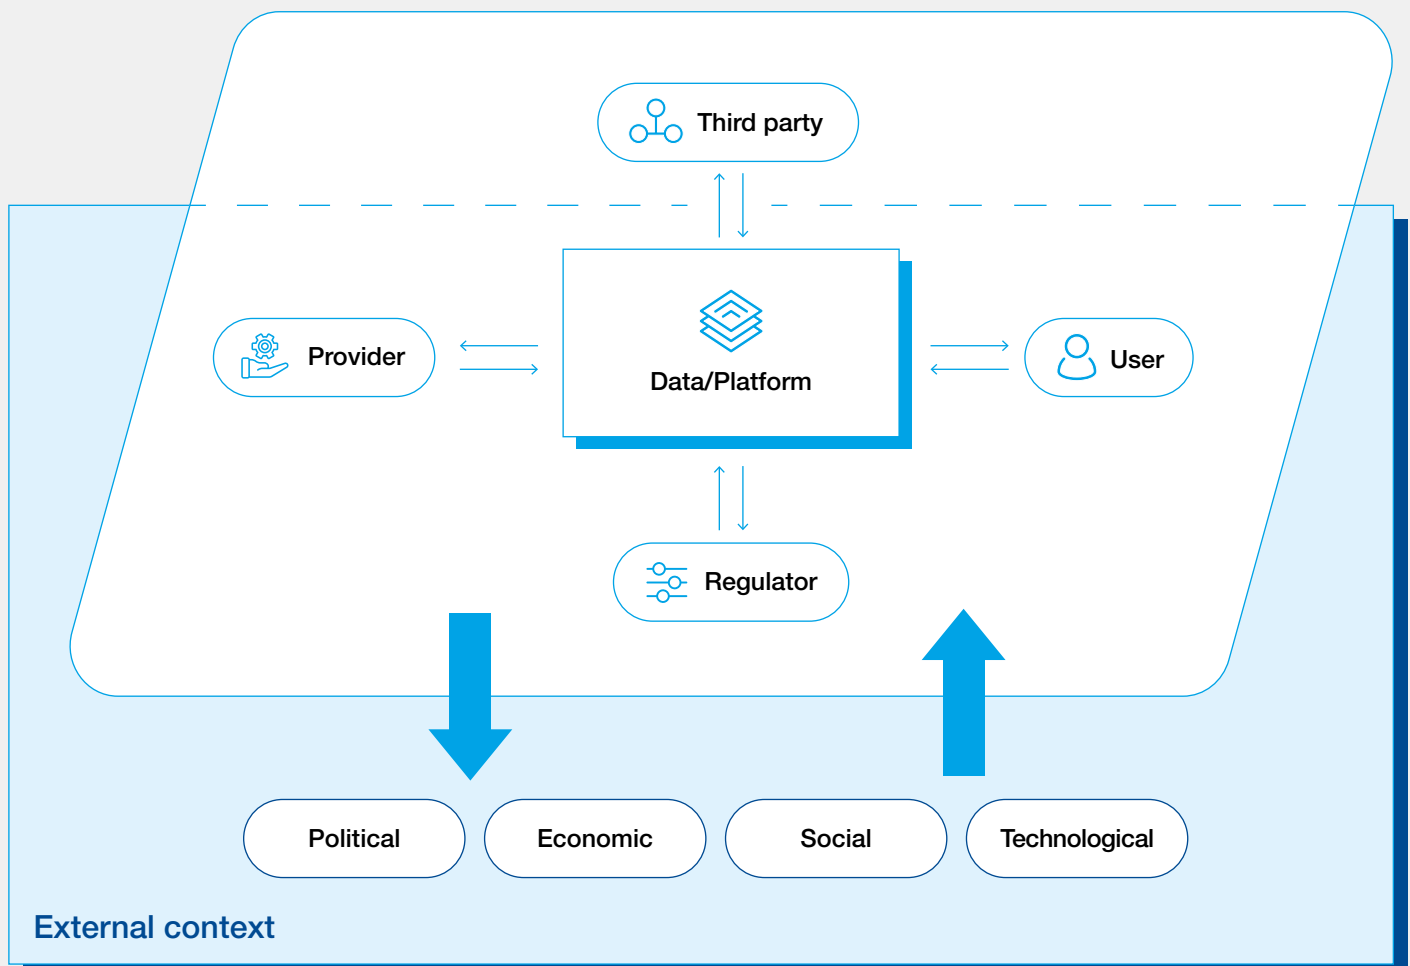 Third party
Provider
Data/Platform
User
Regulator
Political
Economic
Social
Technological
External context